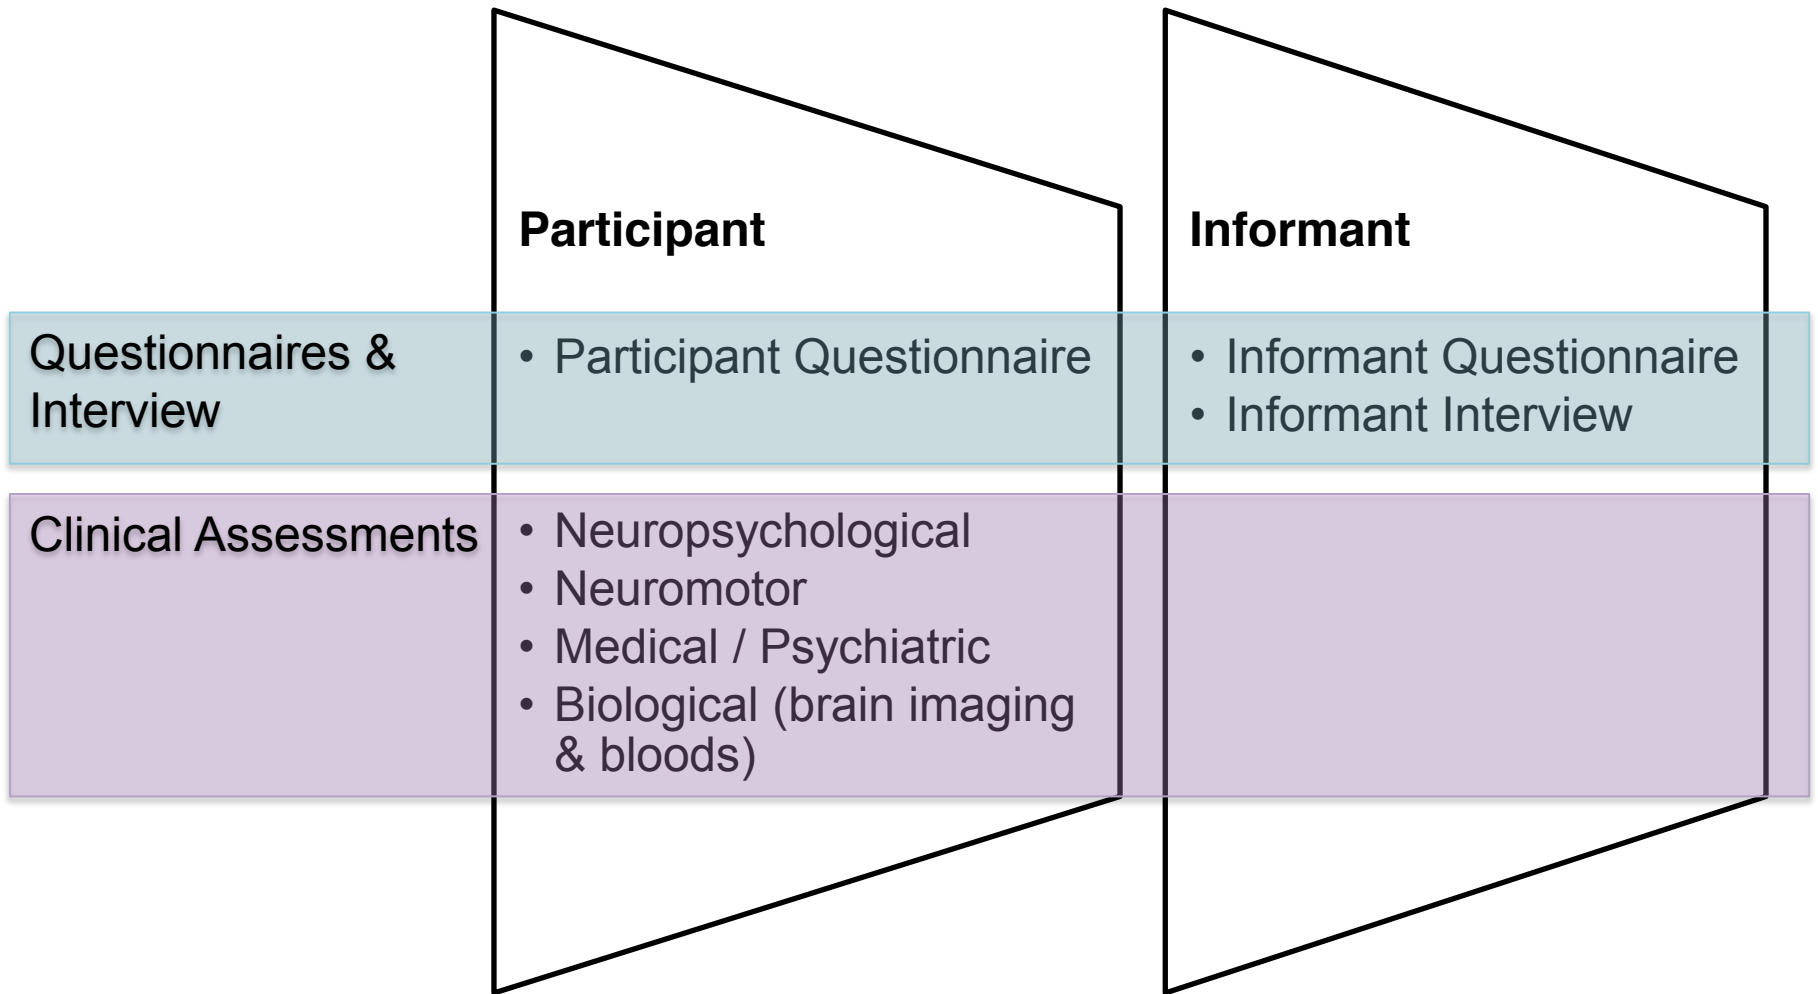 Participant
Informant
Questionnaires &
Interview
• Participant Questionnaire
• Informant Questionnaire
• Informant Interview
Clinical Assessments
• Neuropsychological
• Neuromotor
• Medical / Psychiatric
• Biological (brain imaging
& bloods)